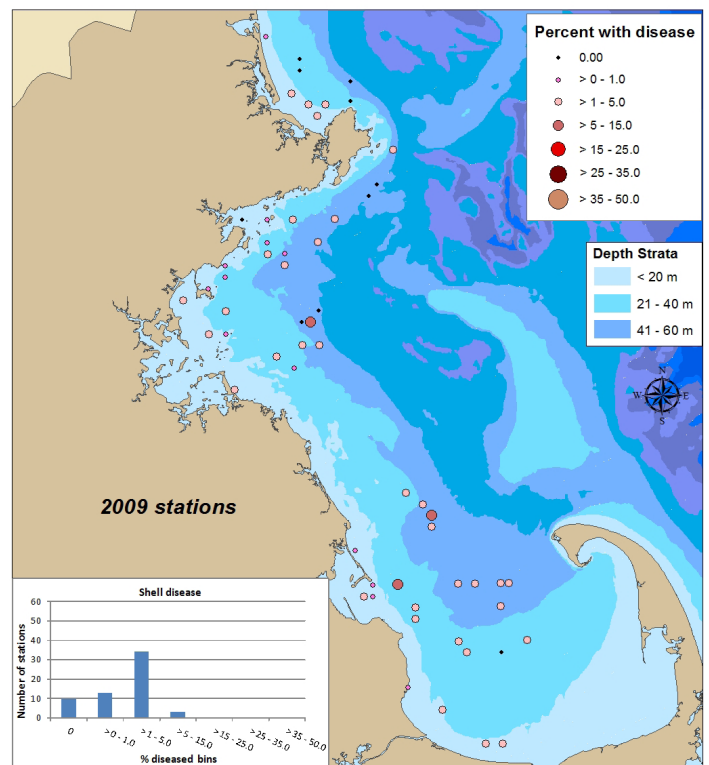 Percent with disease
0.00
> 0 - 1.0
> 1 - 5.0
> 5 - 15.0
> 15 - 25.0
> 25 - 35.0
> 35 - 50.0
Depth Strata
< 20 m
21 - 40 m
41 - 60 m
N
W E
S
2009 stations
Shell disease
Number of stations
60
50
40
30
20
10
0
0 > 0 - 1.0 > 1 - 5.0 > 5 - 15.0 > 15 - 25.0 > 25 - 35.0 > 35 - 50.0
% diseased bins